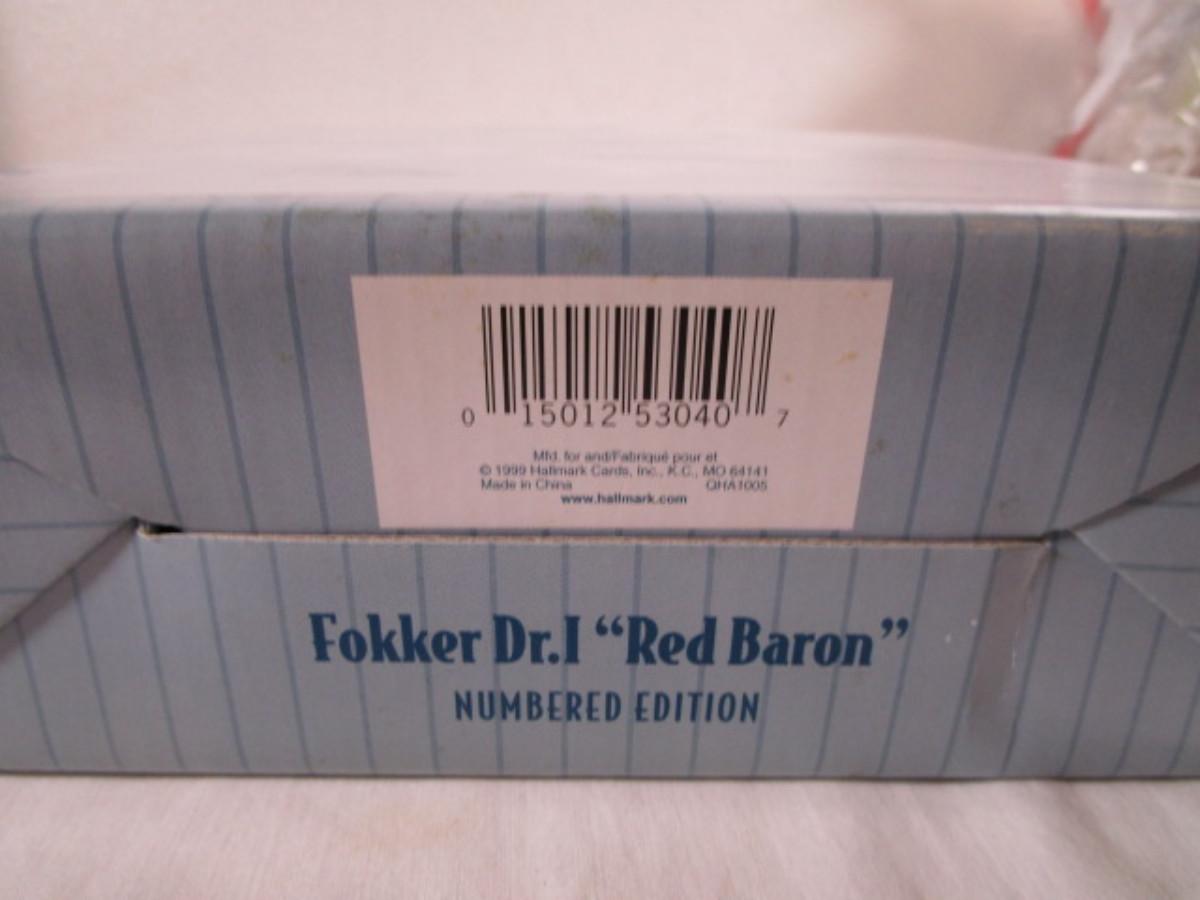 0 15012 53040 7
Mfd. for and/Fabriqué pour et
© 1999 Hallmark Cards, Inc., K.C., MO 64141
Made in China QHA1005
www.hallmark.com
Fokker Dr.I “Red Baron”
NUMBERED EDITION